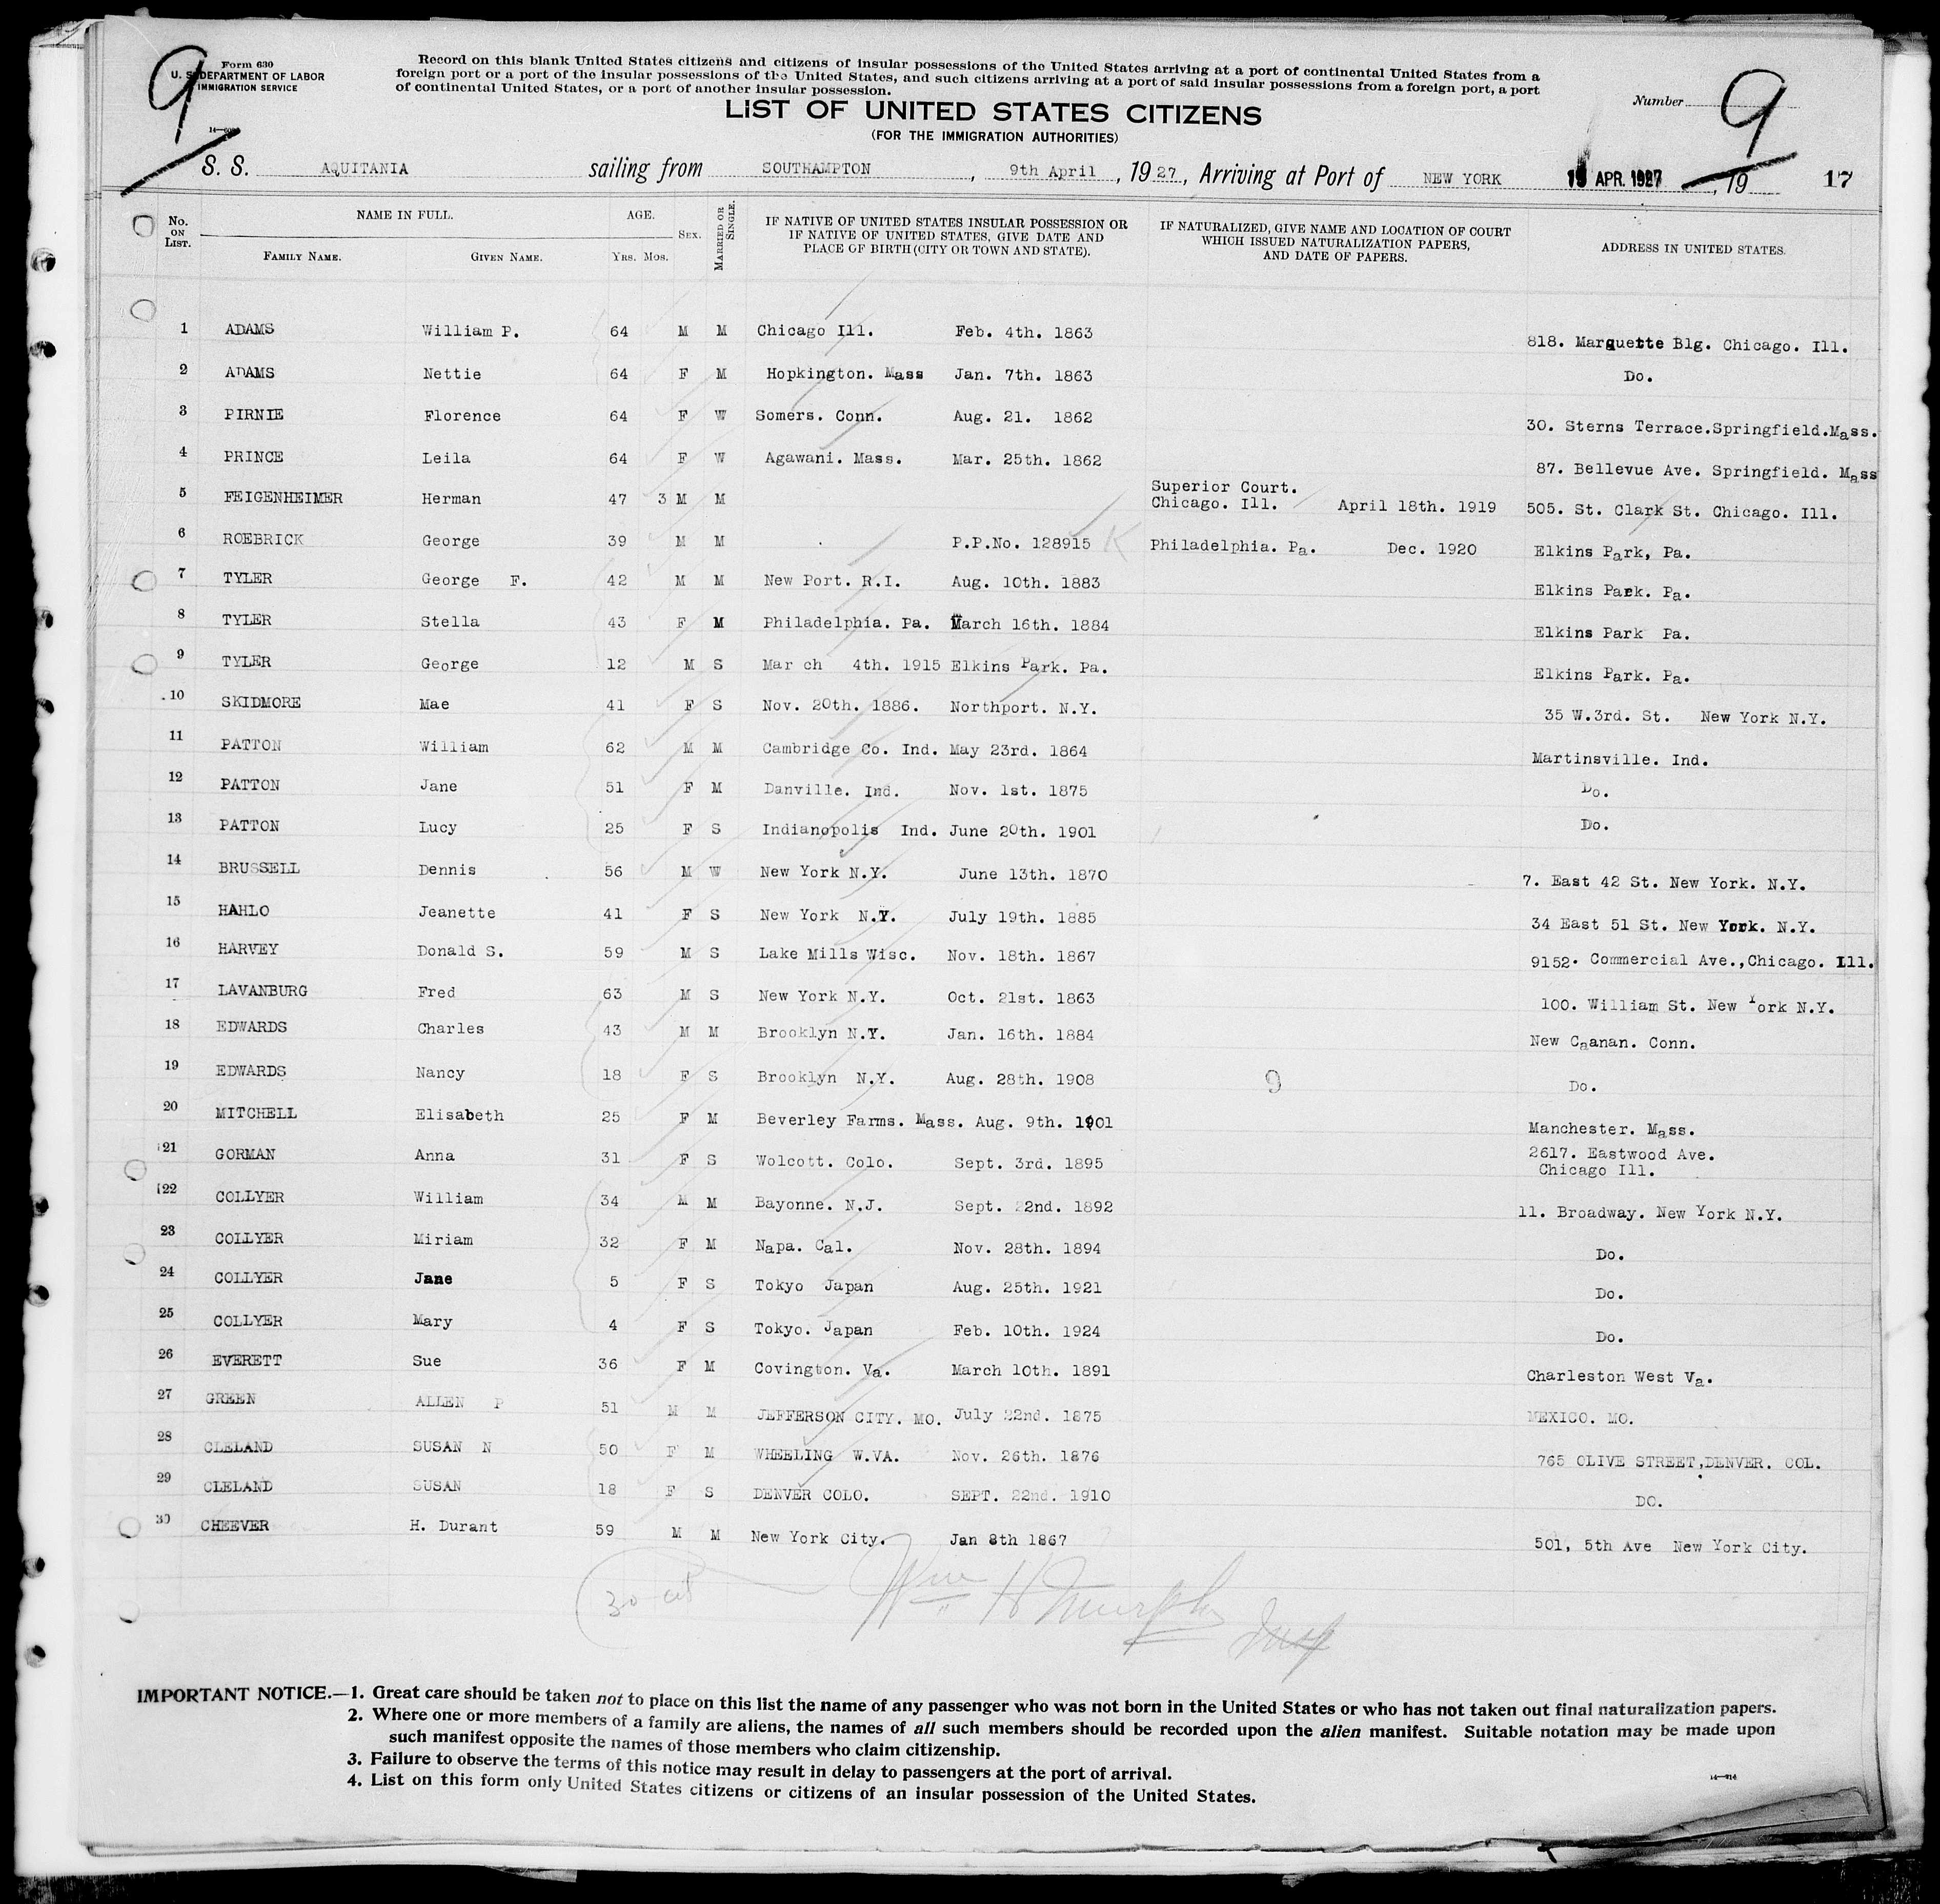 9
Form 630
U. S. DEPARTMENT OF LABOR
IMMIGRATION SERVICE
Record on this blank United States citizens and citizens of insular possessions of the United States arriving at a port of continental United States from a
foreign port or a port of the insular possessions of the United States, and such citizens arriving at a port of said insular possessions from a foreign port, a port
of continental United States, or a port of another insular possession.
LIST OF UNITED STATES CITIZENS
(FOR THE IMMIGRATION AUTHORITIES)
Number 9
S. S. AQUITANIA sailing from SOUTHAMPTON, 9th April, 1927, Arriving at Port of NEW YORK APR. 1927, 19 17
No. ON LIST. NAME IN FULL. FAMILY NAME. GIVEN NAME. AGE. YRS. MOS. SEX. MARRIED OR SINGLE. IF NATIVE OF UNITED STATES INSULAR POSSESSION OR IF NATIVE OF UNITED STATES, GIVE DATE AND PLACE OF BIRTH (CITY OR TOWN AND STATE). IF NATURALIZED, GIVE NAME AND LOCATION OF COURT WHICH ISSUED NATURALIZATION PAPERS, AND DATE OF PAPERS. ADDRESS IN UNITED STATES.
1 ADAMS William P. 64 M M Chicago Ill. Feb. 4th. 1863 818. Marquette Blg. Chicago. Ill.
2 ADAMS Nettie 64 F M Hopkington. Mass Jan. 7th. 1863 Do.
3 PIRNIE Florence 64 F W Somers. Conn. Aug. 21. 1862 30. Sterns Terrace.Springfield.Mass.
4 PRINCE Leila 64 F W Agawani. Mass. Mar. 25th. 1862 87. Bellevue Ave. Springfield. Mass
5 FEIGENHEIMER Herman 47 3 M M Superior Court. Chicago. Ill. April 18th. 1919 505. St. Clark St. Chicago. Ill.
6 ROEBRICK George 39 M M P.P.No. 128915 K Philadelphia. Pa. Dec. 1920 Elkins Park, Pa.
7 TYLER George F. 42 M M New Port. R.I. Aug. 10th. 1883 Elkins Park. Pa.
8 TYLER Stella 43 F M Philadelphia. Pa. March 16th. 1884 Elkins Park Pa.
9 TYLER George 12 M S Mar ch 4th. 1915 Elkins Park. Pa. Elkins Park. Pa.
10 SKIDMORE Mae 41 F S Nov. 20th. 1886. Northport. N.Y. 35 W.3rd. St. New York N.Y.
11 PATTON William 62 M M Cambridge Co. Ind. May 23rd. 1864 Martinsville. Ind.
12 PATTON Jane 51 F M Danville. Ind. Nov. 1st. 1875 Do.
13 PATTON Lucy 25 F S Indianopolis Ind. June 20th. 1901 Do.
14 BRUSSELL Dennis 56 M W New York N.Y. June 13th. 1870 7. East 42 St. New York. N.Y.
15 HAHLO Jeanette 41 F S New York N.Y. July 19th. 1885 34 East 51 St. New York. N.Y.
16 HARVEY Donald S. 59 M S Lake Mills Wisc. Nov. 18th. 1867 9152. Commercial Ave.,Chicago. Ill.
17 LAVANBURG Fred 63 M S New York N.Y. Oct. 21st. 1863 100. William St. New York N.Y.
18 EDWARDS Charles 43 M M Brooklyn N.Y. Jan. 16th. 1884 New Caanan. Conn.
19 EDWARDS Nancy 18 F S Brooklyn N.Y. Aug. 28th. 1908 9 Do.
20 MITCHELL Elisabeth 25 F M Beverley Farms. Mass. Aug. 9th. 1901 Manchester. Mass.
21 GORMAN Anna 31 F S Wolcott. Colo. Sept. 3rd. 1895 2617. Eastwood Ave. Chicago Ill.
22 COLLYER William 34 M M Bayonne. N.J. Sept. 22nd. 1892 11. Broadway. New York N.Y.
23 COLLYER Miriam 32 F M Napa. Cal. Nov. 28th. 1894 Do.
24 COLLYER Jane 5 F S Tokyo Japan Aug. 25th. 1921 Do.
25 COLLYER Mary 4 F S Tokyo. Japan Feb. 10th. 1924 Do.
26 EVERETT Sue 36 F M Covington. Va. March 10th. 1891 Charleston West Va.
27 GREEN ALLEN P 51 M M JEFFERSON CITY. MO. July 22nd. 1875 MEXICO. MO.
28 CLELAND SUSAN N 50 F M WHEELING W.VA. Nov. 26th. 1876 765 OLIVE STREET,DENVER. COL.
29 CLELAND SUSAN 18 F S DENVER COLO. SEPT. 22nd. 1910 DO.
30 CHEEVER H. Durant 59 M M New York City. Jan 8th 1867 501, 5th Ave New York City.
30 cit Wm H Murphy Insp
IMPORTANT NOTICE.—1. Great care should be taken not to place on this list the name of any passenger who was not born in the United States or who has not taken out final naturalization papers.
2. Where one or more members of a family are aliens, the names of all such members should be recorded upon the alien manifest. Suitable notation may be made upon
such manifest opposite the names of those members who claim citizenship.
3. Failure to observe the terms of this notice may result in delay to passengers at the port of arrival.
4. List on this form only United States citizens or citizens of an insular possession of the United States.